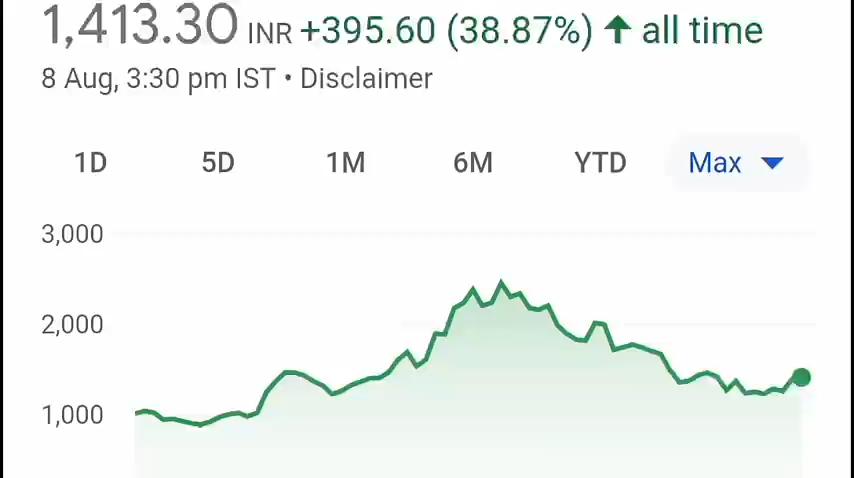 1,413.30 INR +395.60 (38.87%) ↑ all time
8 Aug, 3:30 pm IST • Disclaimer
1D 5D 1M 6M YTD Max
3,000
2,000
1,000